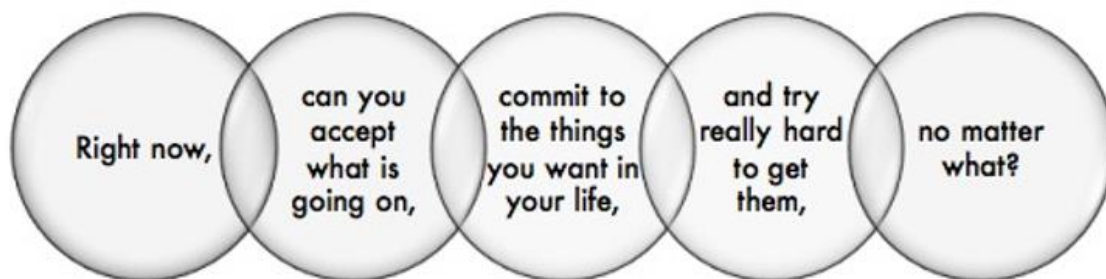 Right now,
can you
accept
what is
going on,
commit to
the things
you want in
your life,
and try
really hard
to get
them,
no matter
what?